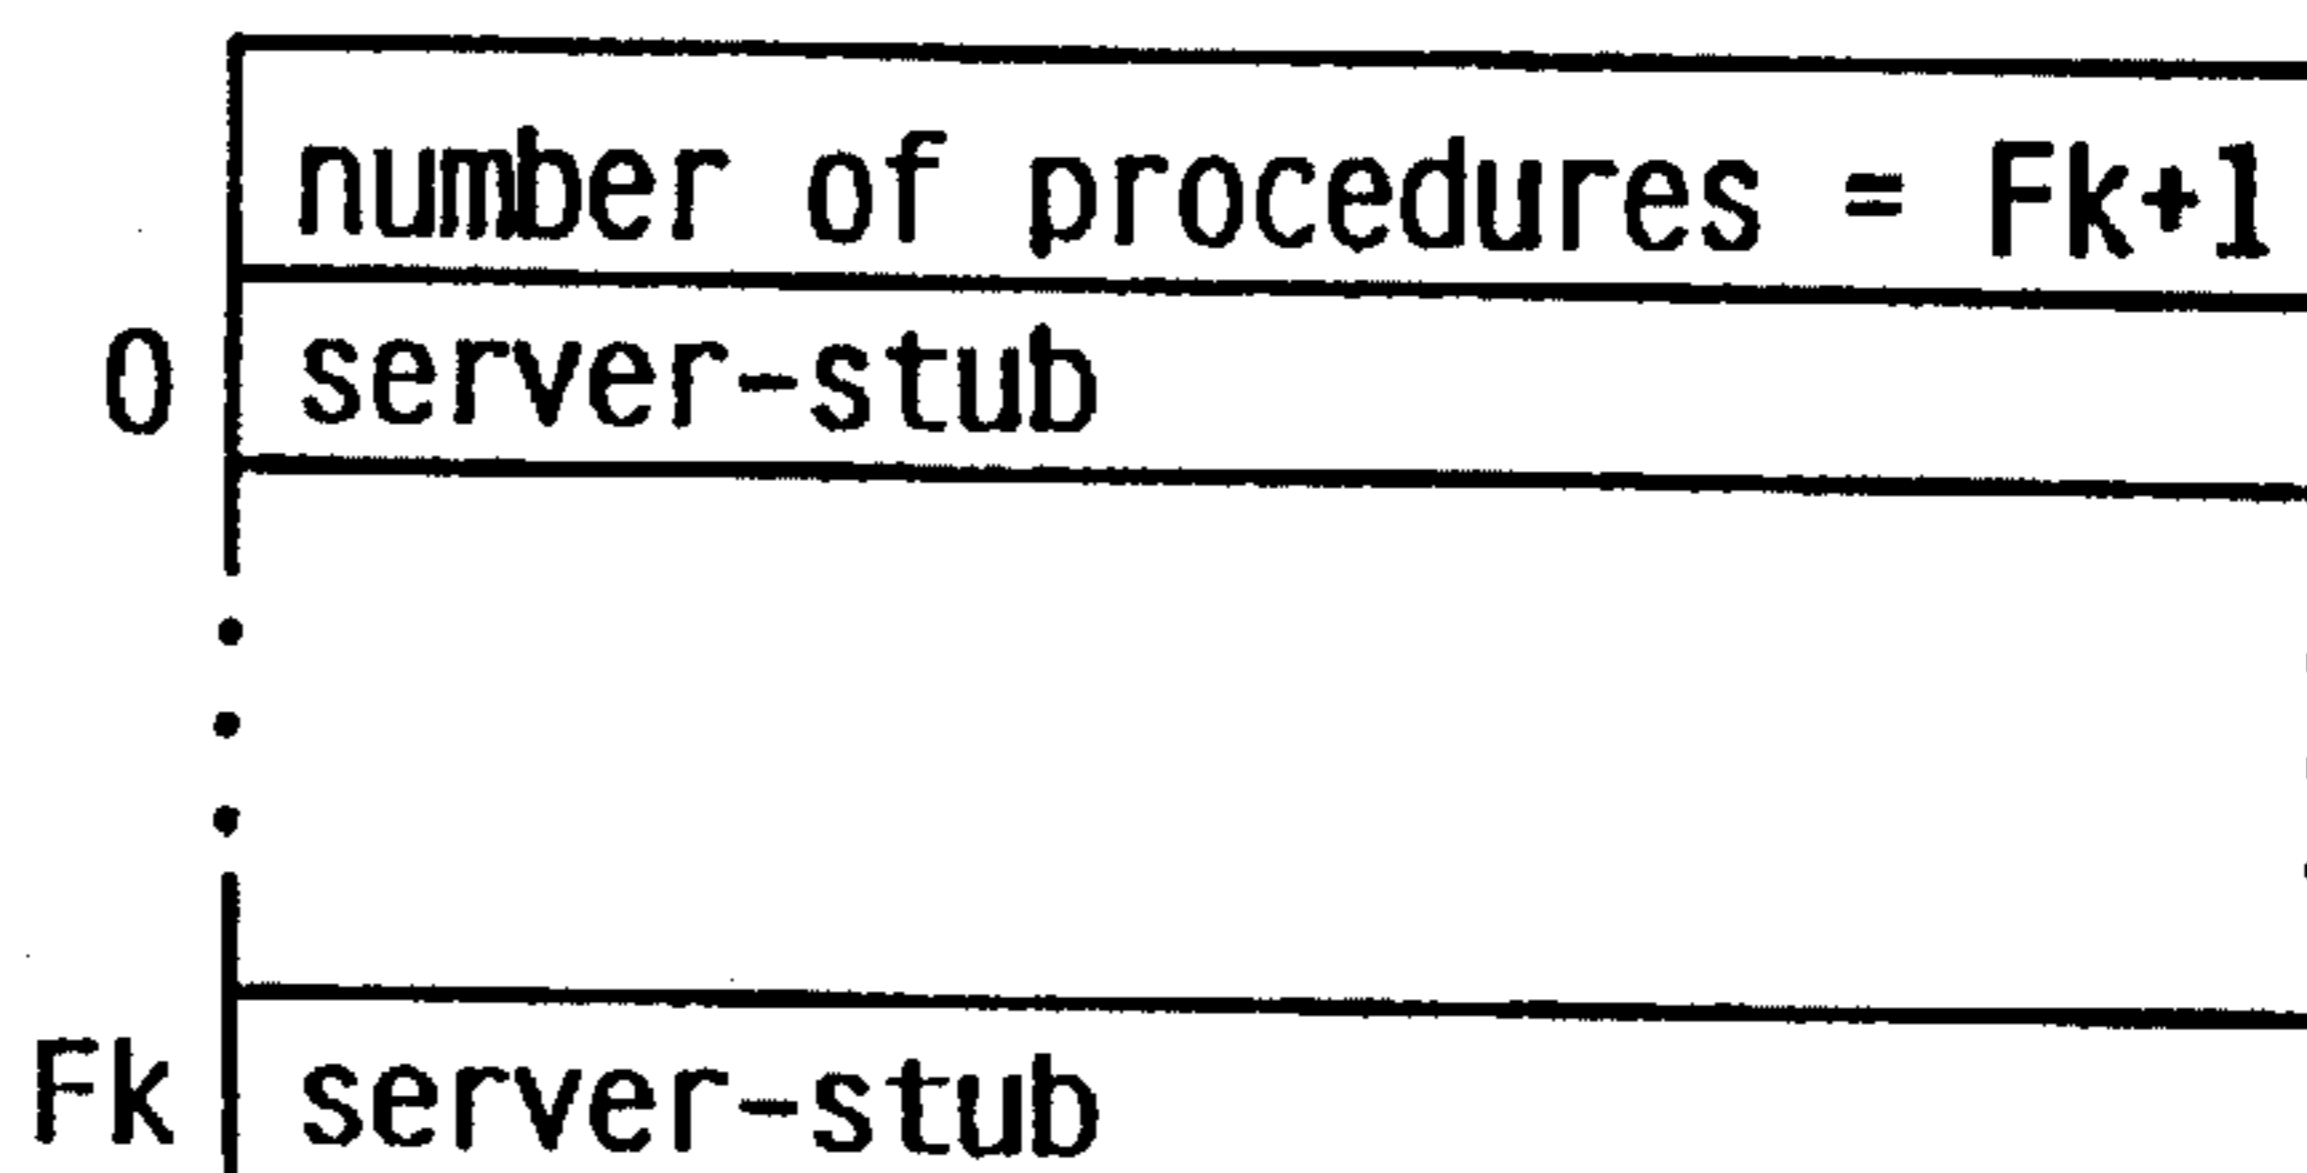 number of procedures = Fk+1
0 server-stub
Fk server-stub